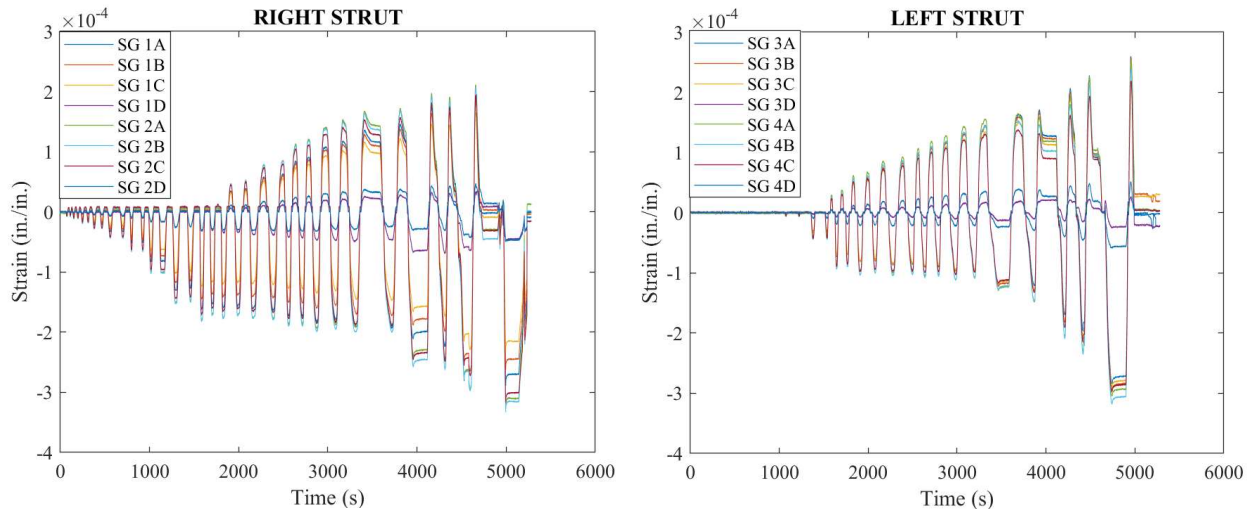 RIGHT STRUT
×10⁻⁴
3
2
1
0
-1
-2
-3
-4
Strain (in./in.)
SG 1A
SG 1B
SG 1C
SG 1D
SG 2A
SG 2B
SG 2C
SG 2D
0 1000 2000 3000 4000 5000 6000
Time (s)
LEFT STRUT
×10⁻⁴
3
2
1
0
-1
-2
-3
-4
Strain (in./in.)
SG 3A
SG 3B
SG 3C
SG 3D
SG 4A
SG 4B
SG 4C
SG 4D
0 1000 2000 3000 4000 5000 6000
Time (s)